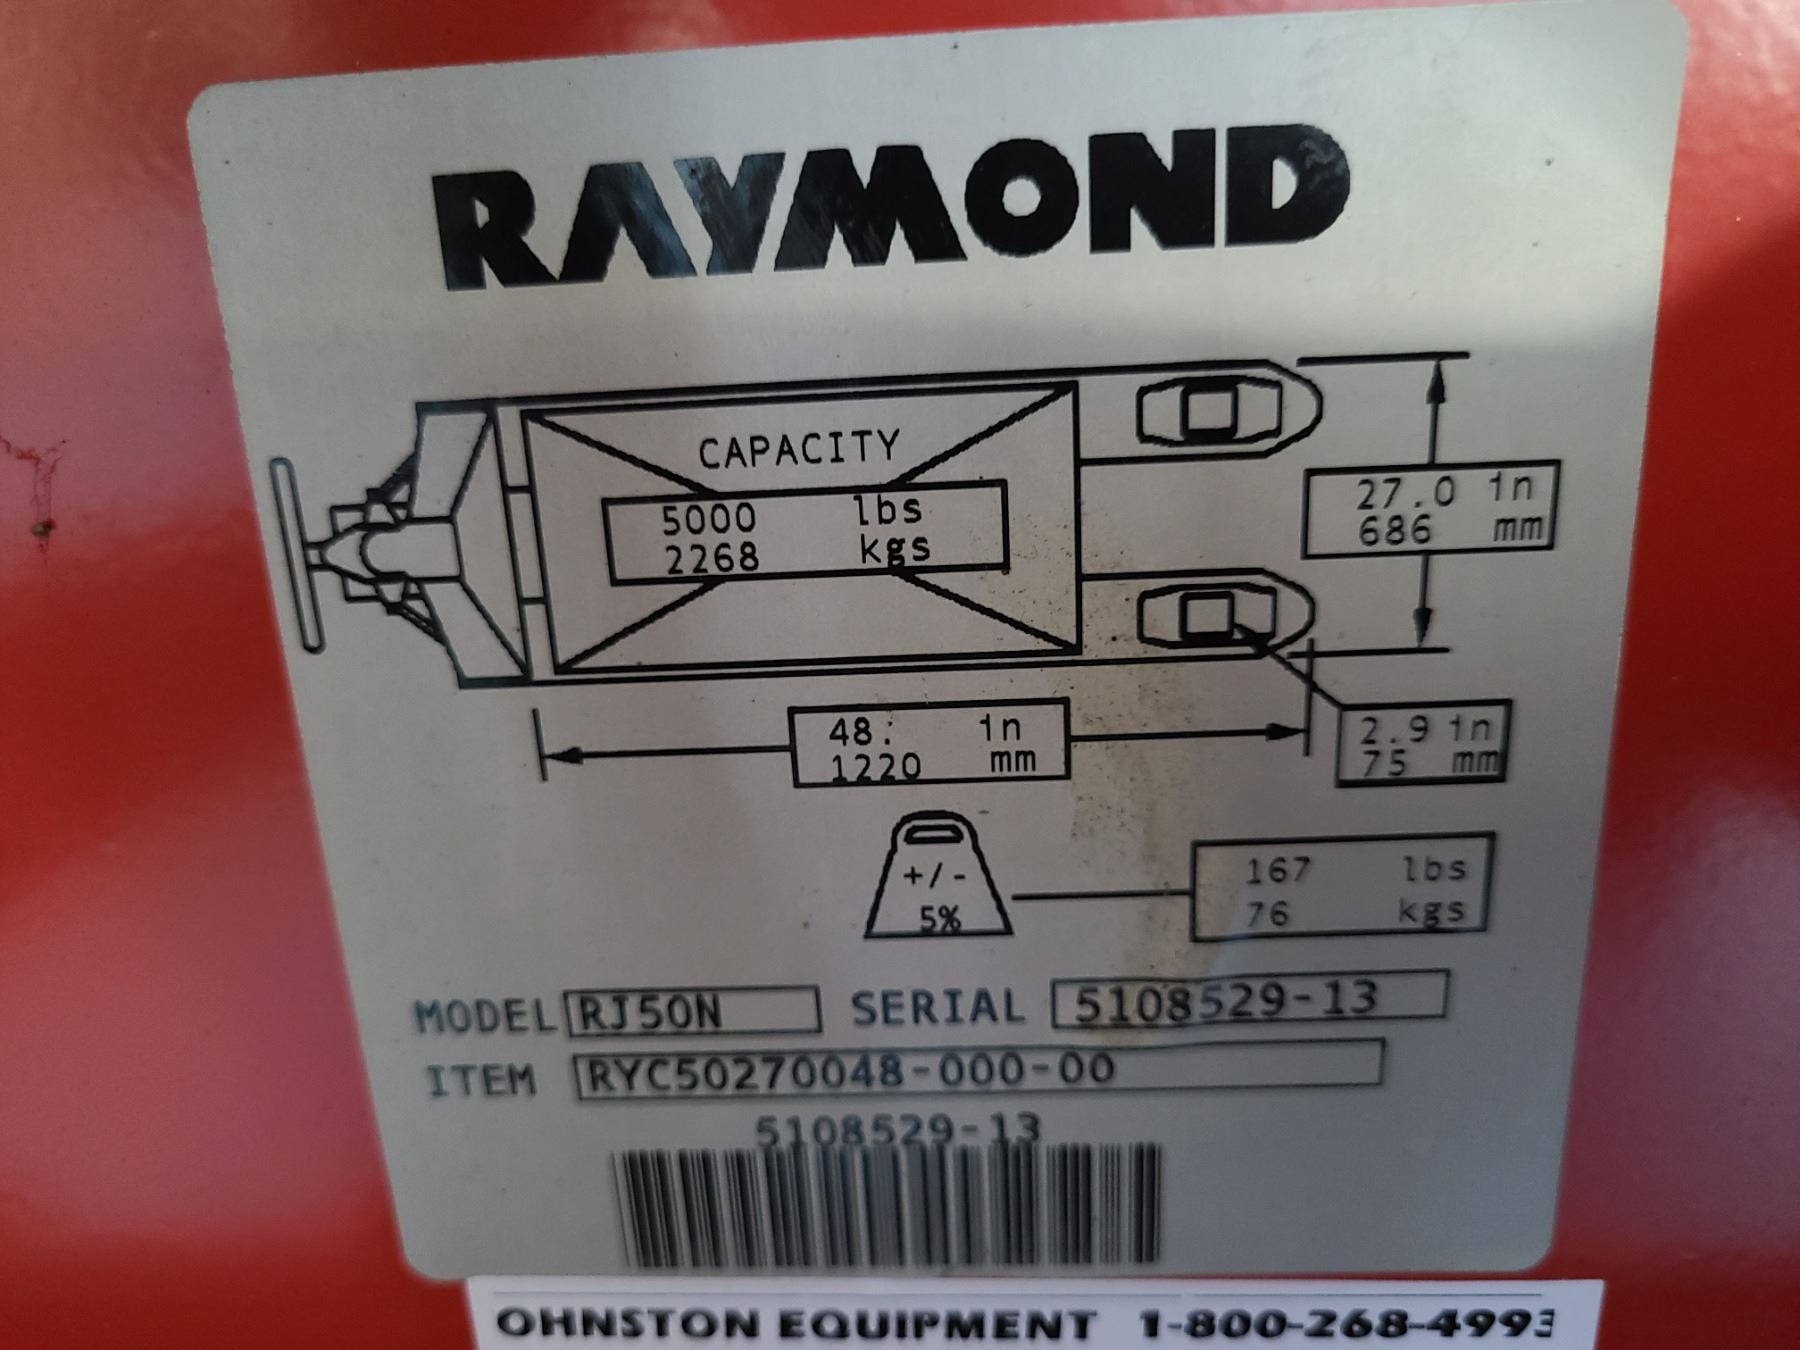 RAYMOND
CAPACITY
5000 lbs
2268 kgs
27.0 in
686 mm
48. in
1220 mm
2.9 in
75 mm
+/-
5%
167 lbs
76 kgs
MODEL RJ50N SERIAL 5108529-13
ITEM RYC50270048-000-00
5108529-13
OHNSTON EQUIPMENT 1-800-268-4993